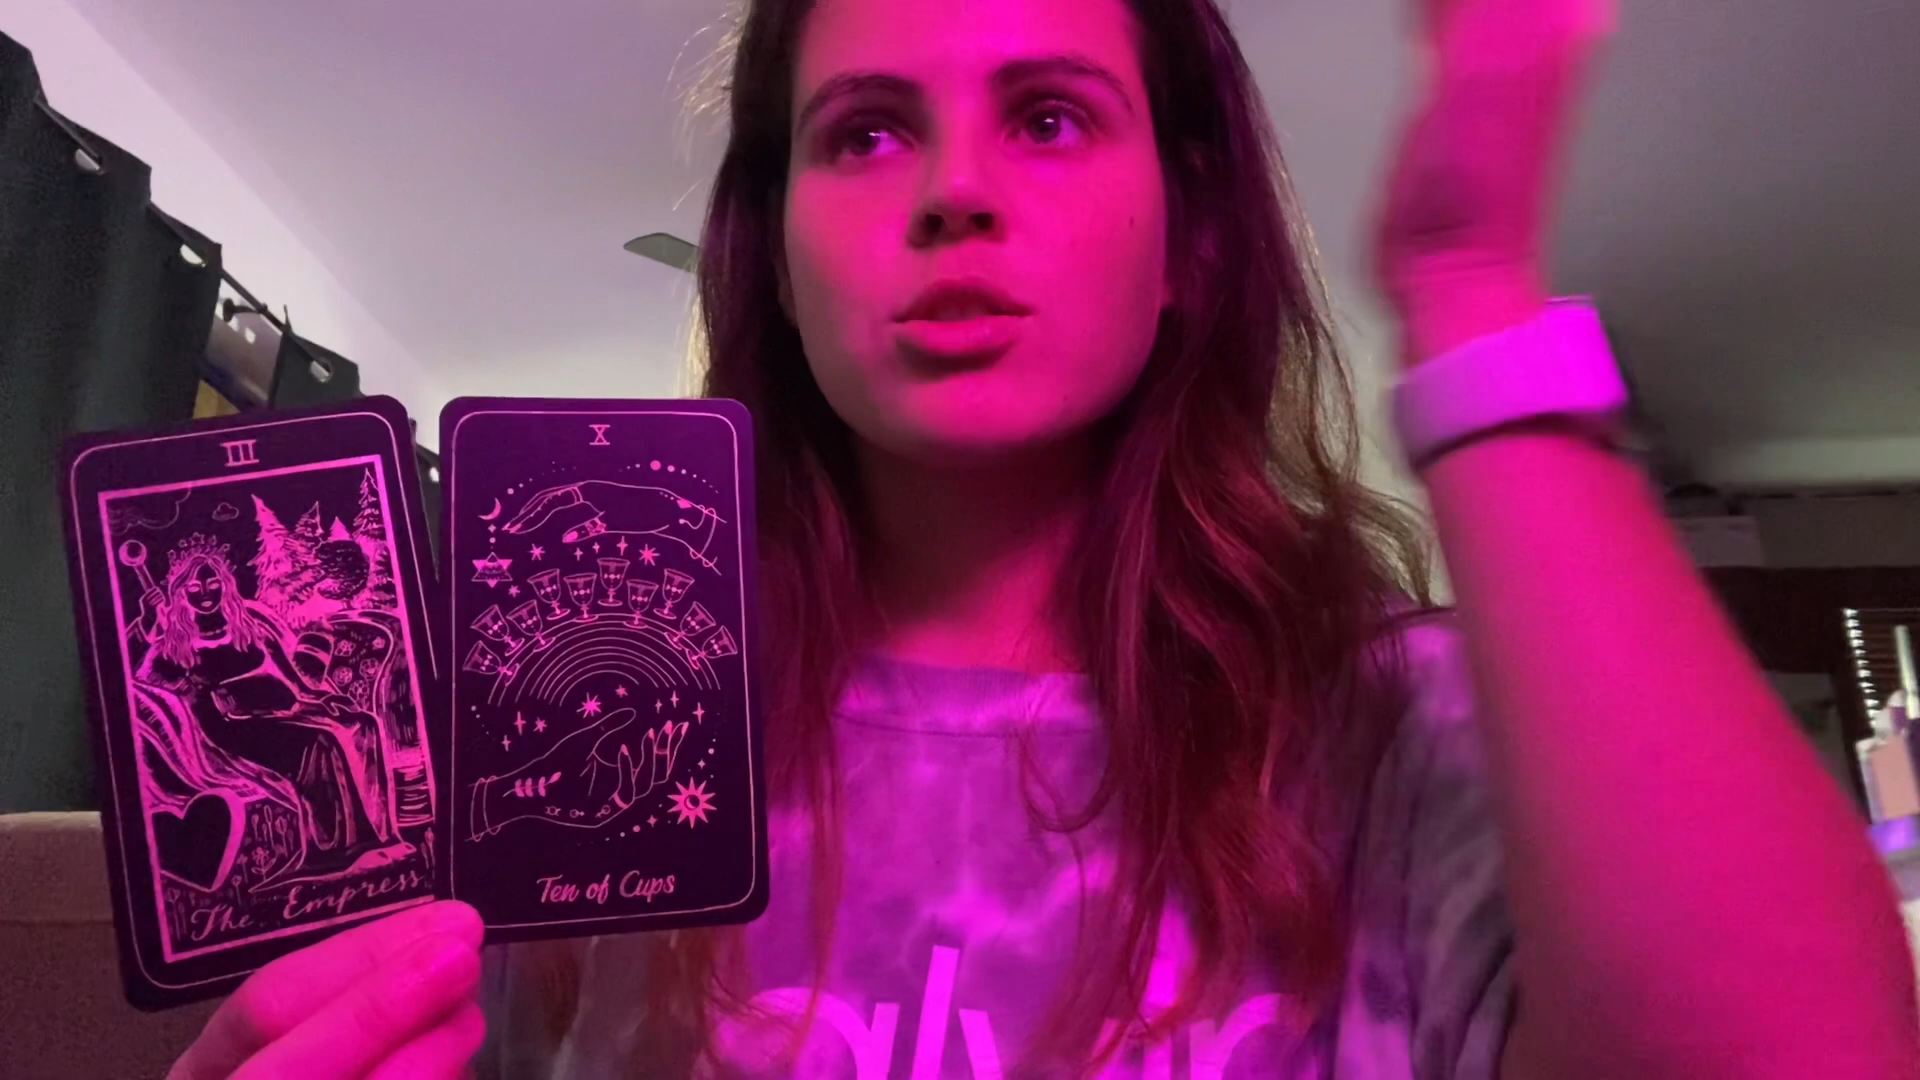 III
The Empress
X
Ten of Cups